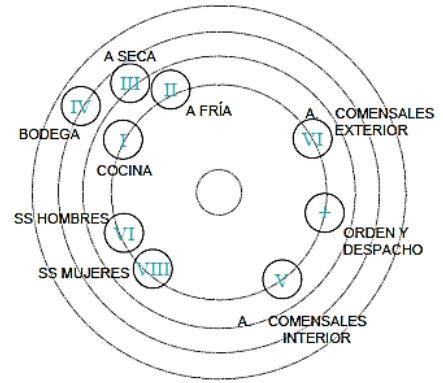 A SECA
III
II
IV
A FRÍA
BODEGA
I
COCINA
A. COMENSALES
EXTERIOR
VI
+
ORDEN Y
DESPACHO
SS HOMBRES
VI
SS MUJERES
VIII
V
A. COMENSALES
INTERIOR